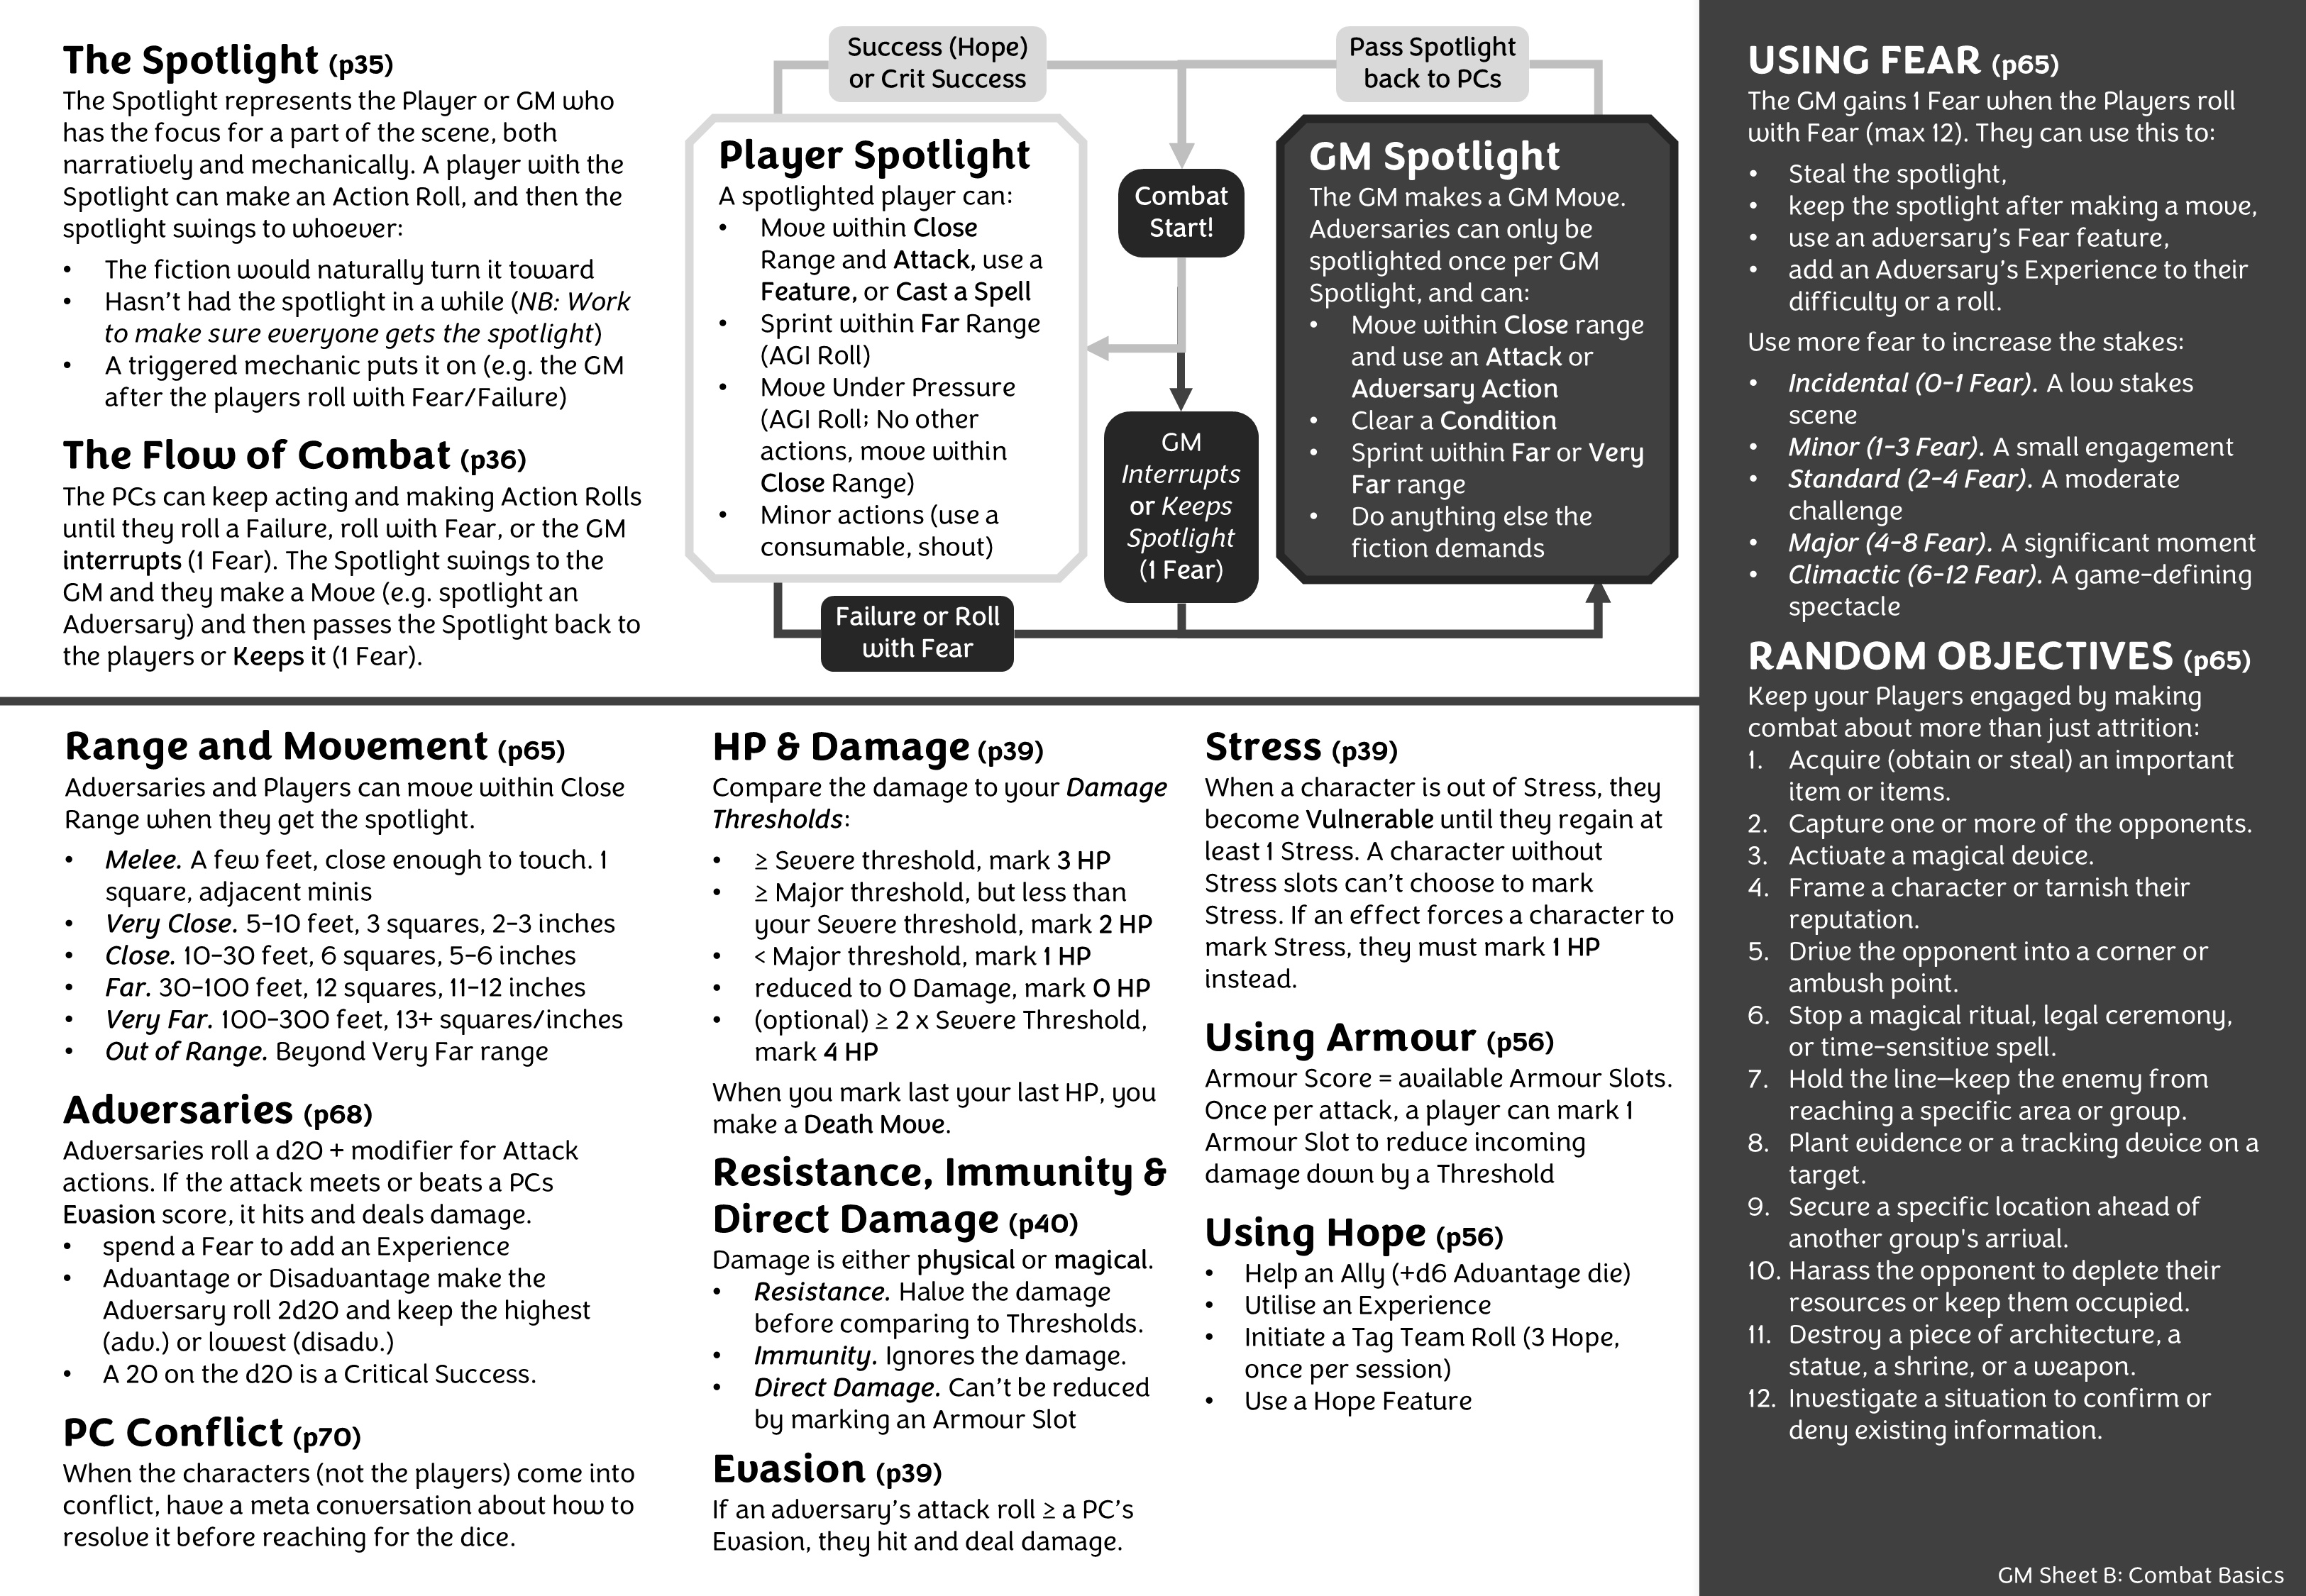 The Spotlight (p35)
The Spotlight represents the Player or GM who
has the focus for a part of the scene, both
narratively and mechanically. A player with the
Spotlight can make an Action Roll, and then the
spotlight swings to whoever:
• The fiction would naturally turn it toward
• Hasn't had the spotlight in a while (NB: Work
to make sure everyone gets the spotlight)
• A triggered mechanic puts it on (e.g. the GM
after the players roll with Fear/Failure)
The Flow of Combat (p36)
The PCs can keep acting and making Action Rolls
until they roll a Failure, roll with Fear, or the GM
interrupts (1 Fear). The Spotlight swings to the
GM and they make a Move (e.g. spotlight an
Adversary) and then passes the Spotlight back to
the players or Keeps it (1 Fear).
Success (Hope)
or Crit Success
Pass Spotlight
back to PCs
Player Spotlight
A spotlighted player can:
• Move within Close
Range and Attack, use a
Feature, or Cast a Spell
• Sprint within Far Range
(AGI Roll)
• Move Under Pressure
(AGI Roll; No other
actions, move within
Close Range)
• Minor actions (use a
consumable, shout)
Combat
Start!
GM
Interrupts
or Keeps
Spotlight
(1 Fear)
GM Spotlight
The GM makes a GM Move.
Adversaries can only be
spotlighted once per GM
Spotlight, and can:
• Move within Close range
and use an Attack or
Adversary Action
• Clear a Condition
• Sprint within Far or Very
Far range
• Do anything else the
fiction demands
Failure or Roll
with Fear
Range and Movement (p65)
Adversaries and Players can move within Close
Range when they get the spotlight.
• Melee. A few feet, close enough to touch. 1
square, adjacent minis
• Very Close. 5-10 feet, 3 squares, 2-3 inches
• Close. 10-30 feet, 6 squares, 5-6 inches
• Far. 30-100 feet, 12 squares, 11-12 inches
• Very Far. 100-300 feet, 13+ squares/inches
• Out of Range. Beyond Very Far range
Adversaries (p68)
Adversaries roll a d20 + modifier for Attack
actions. If the attack meets or beats a PCs
Evasion score, it hits and deals damage.
• spend a Fear to add an Experience
• Advantage or Disadvantage make the
Adversary roll 2d20 and keep the highest
(adv.) or lowest (disadv.)
• A 20 on the d20 is a Critical Success.
PC Conflict (p70)
When the characters (not the players) come into
conflict, have a meta conversation about how to
resolve it before reaching for the dice.
HP & Damage (p39)
Compare the damage to your Damage
Thresholds:
• ≥ Severe threshold, mark 3 HP
• ≥ Major threshold, but less than
your Severe threshold, mark 2 HP
• < Major threshold, mark 1 HP
• reduced to 0 Damage, mark 0 HP
• (optional) ≥ 2 x Severe Threshold,
mark 4 HP
When you mark last your last HP, you
make a Death Move.
Resistance, Immunity &
Direct Damage (p40)
Damage is either physical or magical.
• Resistance. Halve the damage
before comparing to Thresholds.
• Immunity. Ignores the damage.
• Direct Damage. Can't be reduced
by marking an Armour Slot
Evasion (p39)
If an adversary's attack roll ≥ a PC's
Evasion, they hit and deal damage.
Stress (p39)
When a character is out of Stress, they
become Vulnerable until they regain at
least 1 Stress. A character without
Stress slots can't choose to mark
Stress. If an effect forces a character to
mark Stress, they must mark 1 HP
instead.
Using Armour (p56)
Armour Score = available Armour Slots.
Once per attack, a player can mark 1
Armour Slot to reduce incoming
damage down by a Threshold
Using Hope (p56)
• Help an Ally (+d6 Advantage die)
• Utilise an Experience
• Initiate a Tag Team Roll (3 Hope,
once per session)
• Use a Hope Feature
USING FEAR (p65)
The GM gains 1 Fear when the Players roll
with Fear (max 12). They can use this to:
• Steal the spotlight,
• keep the spotlight after making a move,
• use an adversary's Fear feature,
• add an Adversary's Experience to their
difficulty or a roll.
Use more fear to increase the stakes:
• Incidental (0-1 Fear). A low stakes
scene
• Minor (1-3 Fear). A small engagement
• Standard (2-4 Fear). A moderate
challenge
• Major (4-8 Fear). A significant moment
• Climactic (6-12 Fear). A game-defining
spectacle
RANDOM OBJECTIVES (p65)
Keep your Players engaged by making
combat about more than just attrition:
1. Acquire (obtain or steal) an important
item or items.
2. Capture one or more of the opponents.
3. Activate a magical device.
4. Frame a character or tarnish their
reputation.
5. Drive the opponent into a corner or
ambush point.
6. Stop a magical ritual, legal ceremony,
or time-sensitive spell.
7. Hold the line—keep the enemy from
reaching a specific area or group.
8. Plant evidence or a tracking device on a
target.
9. Secure a specific location ahead of
another group's arrival.
10. Harass the opponent to deplete their
resources or keep them occupied.
11. Destroy a piece of architecture, a
statue, a shrine, or a weapon.
12. Investigate a situation to confirm or
deny existing information.
GM Sheet B: Combat Basics